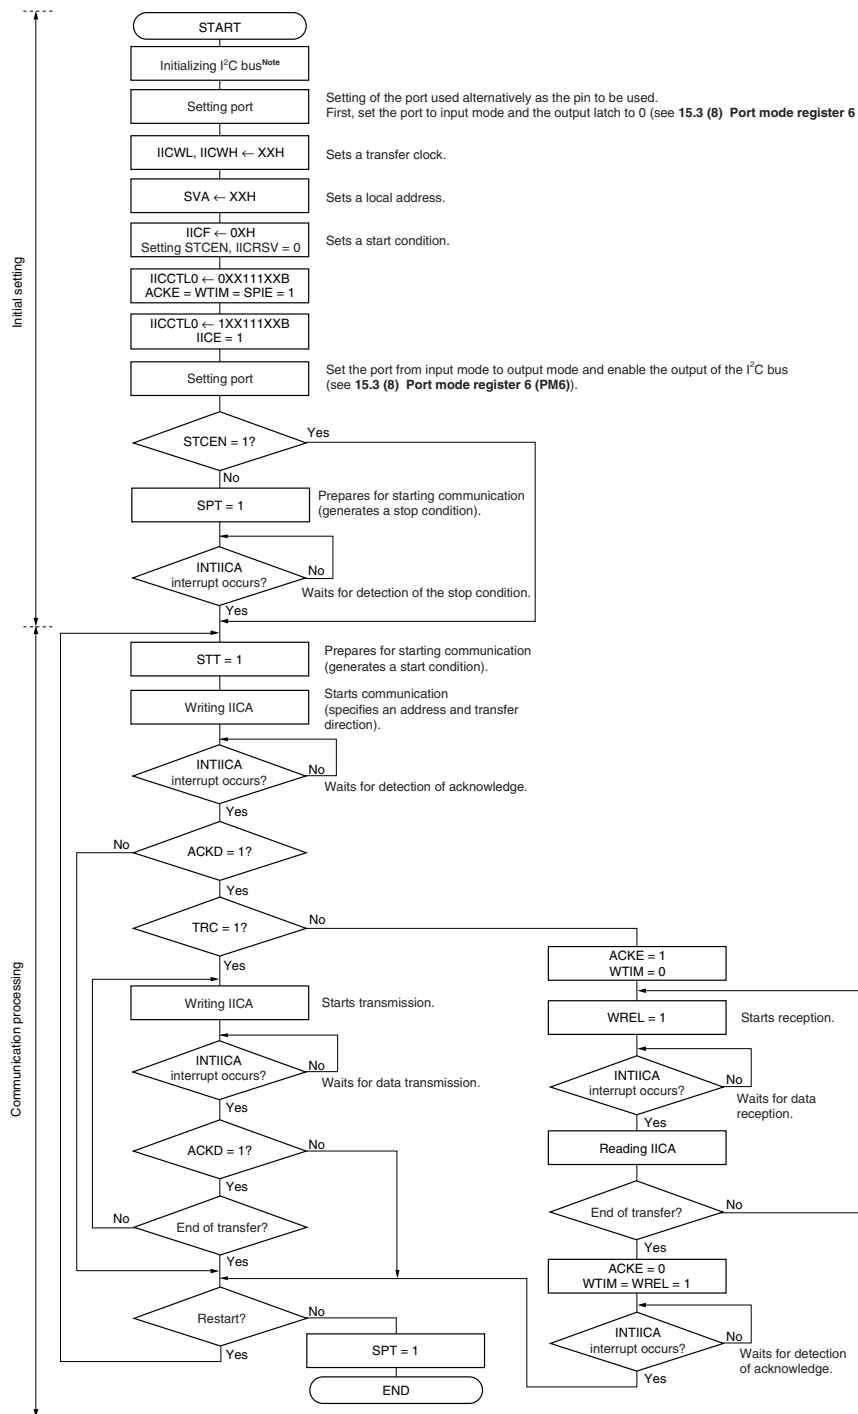 START
Initializing I²C busNote
Setting port
Setting of the port used alternatively as the pin to be used.
First, set the port to input mode and the output latch to 0 (see 15.3 (8) Port mode register 6
IICWL, IICWH ← XXH
Sets a transfer clock.
SVA ← XXH
Sets a local address.
IICF ← 0XH
Setting STCEN, IICRSV = 0
Sets a start condition.
IICCTL0 ← 0XX111XXB
ACKE = WTIM = SPIE = 1
IICCTL0 ← 1XX111XXB
IICE = 1
Initial setting
Setting port
Set the port from input mode to output mode and enable the output of the I²C bus
(see 15.3 (8) Port mode register 6 (PM6)).
STCEN = 1?
Yes
No
SPT = 1
Prepares for starting communication
(generates a stop condition).
INTIICA
interrupt occurs?
No
Waits for detection of the stop condition.
Yes
STT = 1
Prepares for starting communication
(generates a start condition).
Writing IICA
Starts communication
(specifies an address and transfer
direction).
INTIICA
interrupt occurs?
No
Waits for detection of acknowledge.
Yes
No
ACKD = 1?
Yes
TRC = 1?
No
Yes
Communication processing
Writing IICA
Starts transmission.
INTIICA
interrupt occurs?
No
Waits for data transmission.
Yes
ACKD = 1?
No
Yes
No
End of transfer?
Yes
Restart?
No
Yes
SPT = 1
END
ACKE = 1
WTIM = 0
WREL = 1
Starts reception.
INTIICA
interrupt occurs?
No
Waits for data
reception.
Yes
Reading IICA
End of transfer?
No
Yes
ACKE = 0
WTIM = WREL = 1
INTIICA
interrupt occurs?
No
Waits for detection
of acknowledge.
Yes